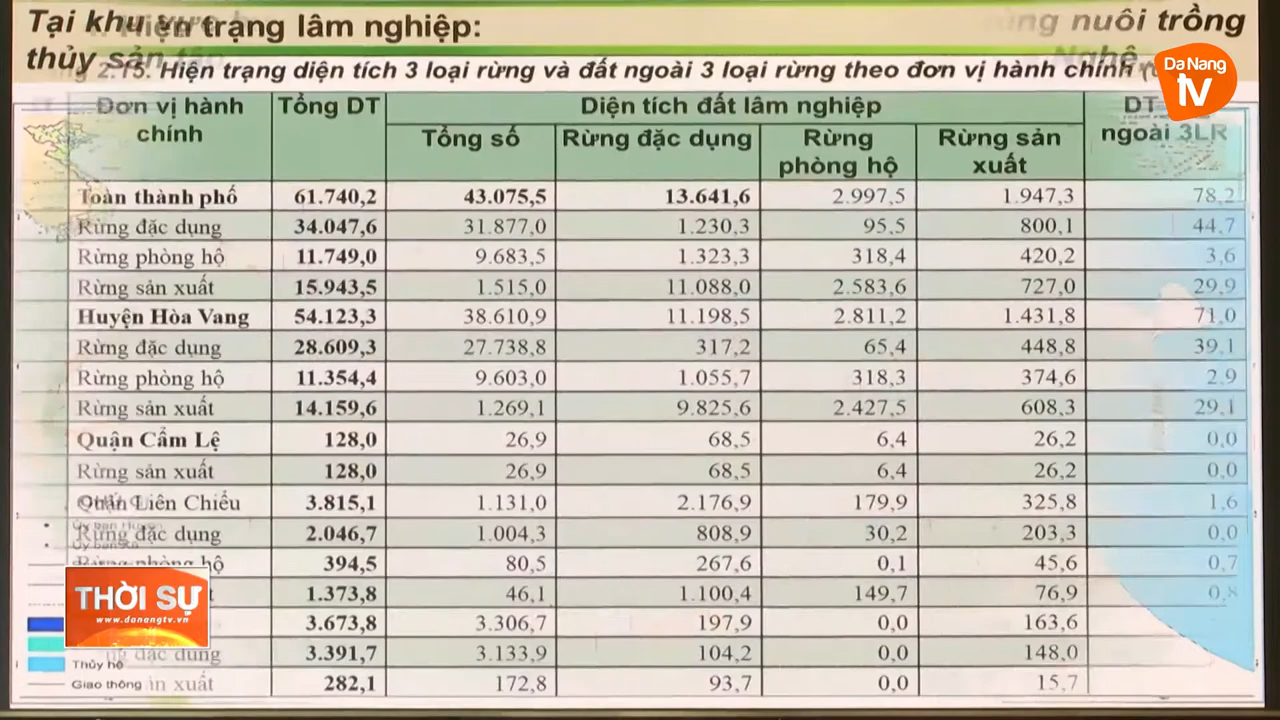 Tại khu vực Hiện trạng lâm nghiệp: nuôi trồng
thủy sản
2.15. Hiện trạng diện tích 3 loại rừng và đất ngoài 3 loại rừng theo đơn vị hành chính
Da Nang
tv
Đơn vị hành chính Tổng DT Diện tích đất lâm nghiệp DT ngoài 3LR
Tổng số Rừng đặc dụng Rừng phòng hộ Rừng sản xuất
Toàn thành phố 61.740,2 43.075,5 13.641,6 2.997,5 1.947,3 78,2
Rừng đặc dụng 34.047,6 31.877,0 1.230,3 95,5 800,1 44,7
Rừng phòng hộ 11.749,0 9.683,5 1.323,3 318,4 420,2 3,6
Rừng sản xuất 15.943,5 1.515,0 11.088,0 2.583,6 727,0 29,9
Huyện Hòa Vang 54.123,3 38.610,9 11.198,5 2.811,2 1.431,8 71,0
Rừng đặc dụng 28.609,3 27.738,8 317,2 65,4 448,8 39,1
Rừng phòng hộ 11.354,4 9.603,0 1.055,7 318,3 374,6 2,9
Rừng sản xuất 14.159,6 1.269,1 9.825,6 2.427,5 608,3 29,1
Quận Cẩm Lệ 128,0 26,9 68,5 6,4 26,2 0,0
Rừng sản xuất 128,0 26,9 68,5 6,4 26,2 0,0
Quận Liên Chiểu 3.815,1 1.131,0 2.176,9 179,9 325,8 1,6
Rừng đặc dụng 2.046,7 1.004,3 808,9 30,2 203,3 0,0
Rừng phòng hộ 394,5 80,5 267,6 0,1 45,6 0,7
1.373,8 46,1 1.100,4 149,7 76,9 0,8
3.673,8 3.306,7 197,9 0,0 163,6
đặc dụng 3.391,7 3.133,9 104,2 0,0 148,0
xuất 282,1 172,8 93,7 0,0 15,7
THỜI SỰ
www.danangtv.vn
Thủy hệ
Giao thông